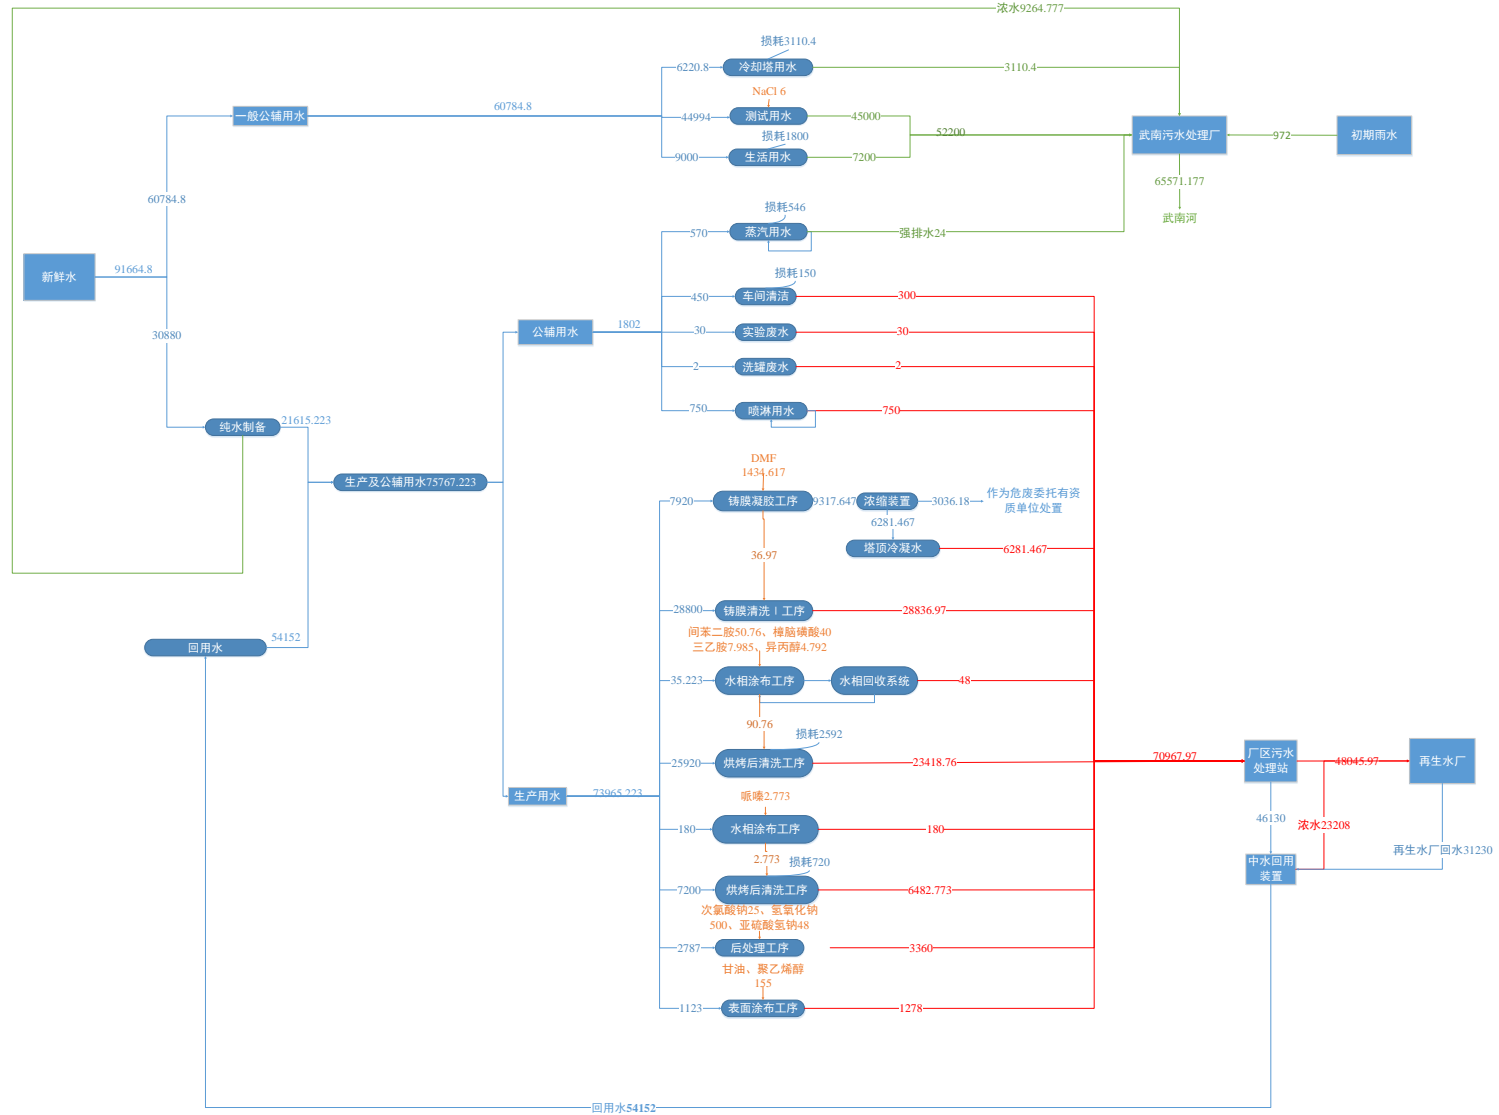 浓水9264.777
损耗3110.4
6220.8
冷却塔用水
3110.4
NaCl 6
一般公辅用水
60784.8
44994
测试用水
45000
52200
武南污水处理厂
972
初期雨水
损耗1800
9000
生活用水
7200
65571.177
武南河
60784.8
损耗546
570
蒸汽用水
强排水24
新鲜水
91664.8
损耗150
450
车间清洁
300
30880
公辅用水
1802
30
实验废水
30
2
洗罐废水
2
750
喷淋用水
750
纯水制备
21615.223
DMF
1434.617
生产及公辅用水75767.223
7920
铸膜凝胶工序
9317.647
浓缩装置
3036.18
作为危废委托有资
质单位处置
6281.467
塔顶冷凝水
6281.467
36.97
28800
铸膜清洗Ⅰ工序
28836.97
间苯二胺50.76、樟脑磺酸40
三乙胺7.985、异丙醇4.792
54152
回用水
35.223
水相涂布工序
水相回收系统
48
90.76
损耗2592
25920
烘烤后清洗工序
23418.76
70967.97
厂区污水
处理站
48045.97
再生水厂
生产用水
73965.223
哌嗪2.773
180
水相涂布工序
180
46130
浓水23208
2.773
损耗720
再生水厂回水31230
中水回用
装置
7200
烘烤后清洗工序
6482.773
次氯酸钠25、氢氧化钠
500、亚硫酸氢钠48
2787
后处理工序
3360
甘油、聚乙烯醇
155
1123
表面涂布工序
1278
回用水54152